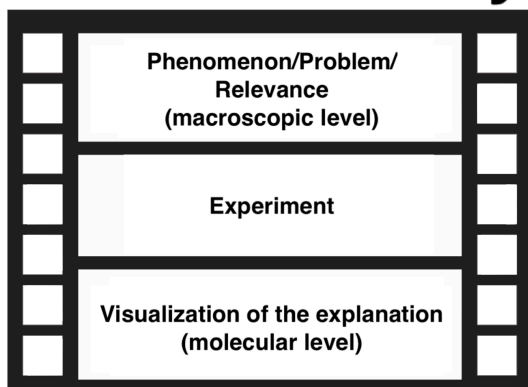 Phenomenon/Problem/
Relevance
(macroscopic level)
Experiment
Visualization of the explanation
(molecular level)